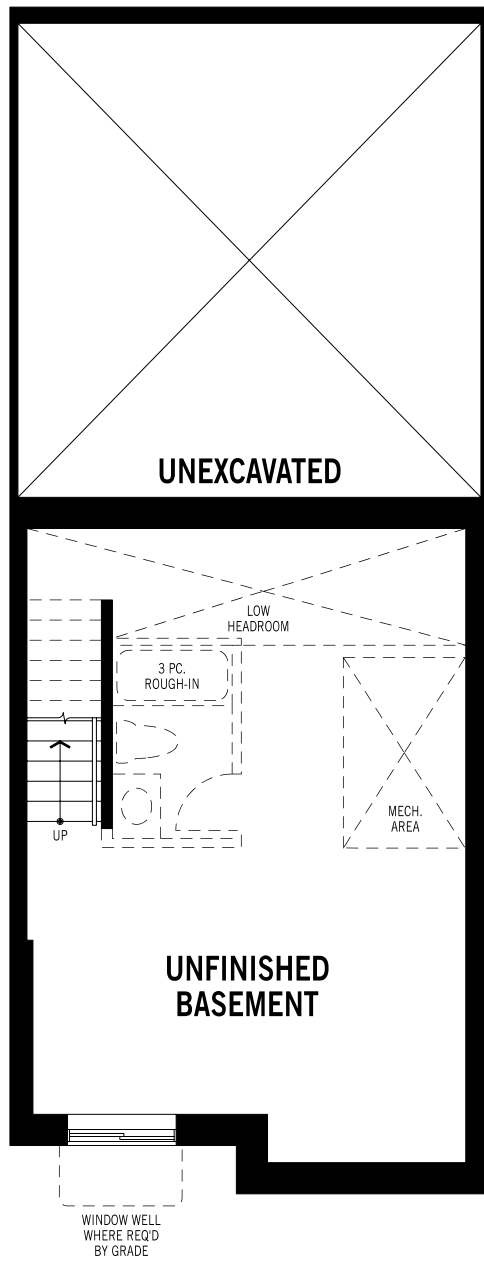 UNEXCAVATED
LOW
HEADROOM
3 PC.
ROUGH-IN
MECH.
AREA
UP
UNFINISHED
BASEMENT
WINDOW WELL
WHERE REQ'D
BY GRADE